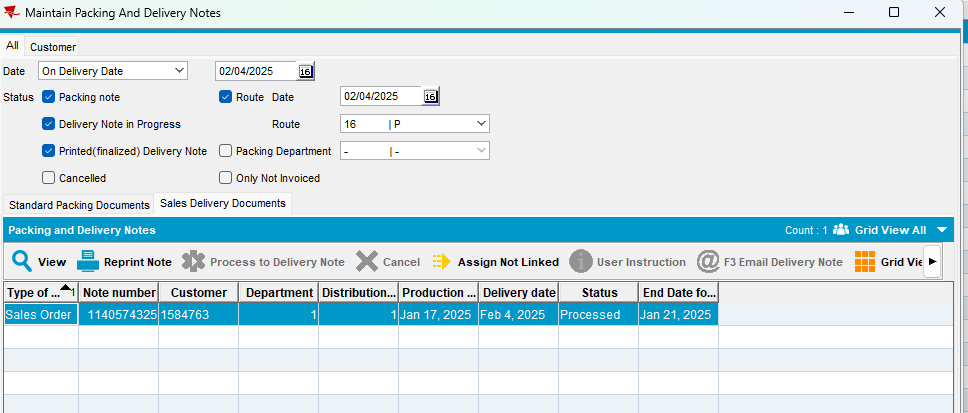 Maintain Packing And Delivery Notes
All Customer
Date On Delivery Date 02/04/2025 16
Status Packing note Route Date 02/04/2025 16
Delivery Note in Progress Route 16 | P
Printed(finalized) Delivery Note Packing Department - | -
Cancelled Only Not Invoiced
Standard Packing Documents Sales Delivery Documents
Packing and Delivery Notes Count : 1 Grid View All
View Reprint Note Process to Delivery Note Cancel Assign Not Linked User Instruction F3 Email Delivery Note Grid Vie
Type of ... 1 Note number Customer Department Distribution... Production ... Delivery date Status End Date fo...
Sales Order 1140574325 1584763 1 1 Jan 17, 2025 Feb 4, 2025 Processed Jan 21, 2025